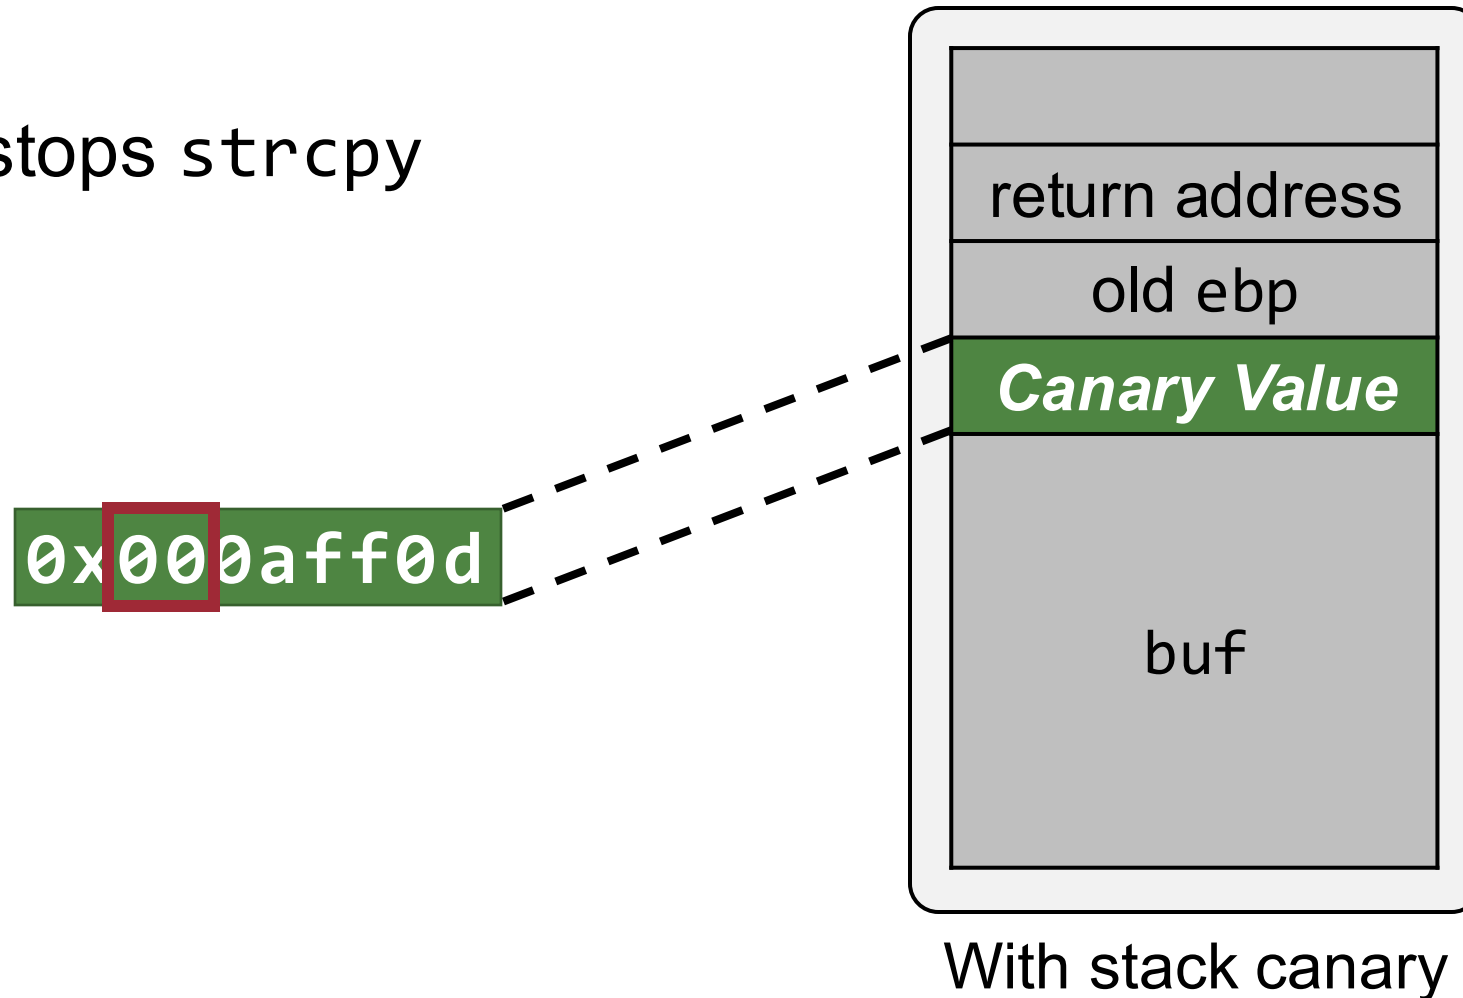 stops strcpy
return address
old ebp
Canary Value
0x000aff0d
buf
With stack canary